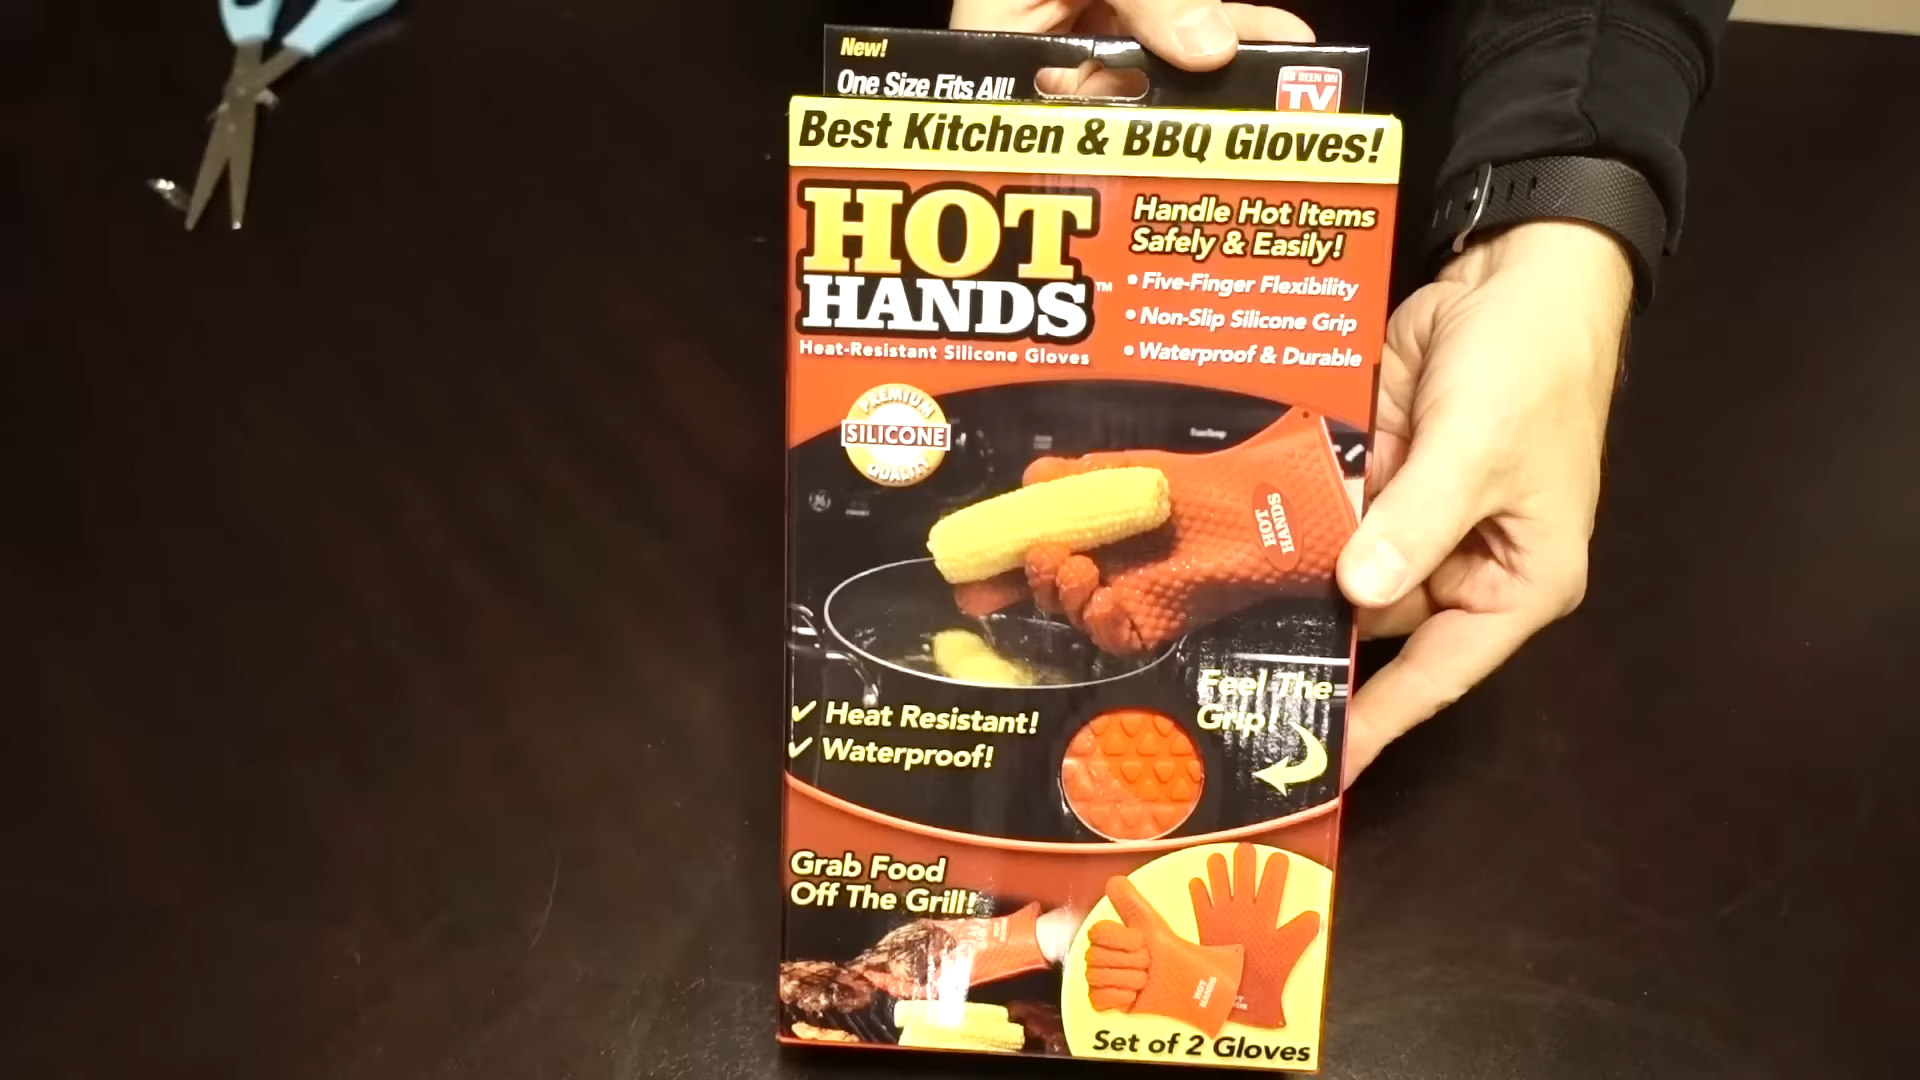 New!
One Size Fits All!
AS SEEN ON
TV
Best Kitchen & BBQ Gloves!
HOT
HANDS™
Heat-Resistant Silicone Gloves
Handle Hot Items
Safely & Easily!
• Five-Finger Flexibility
• Non-Slip Silicone Grip
• Waterproof & Durable
PREMIUM
SILICONE
QUALITY
HOT
HANDS
Feel The
Grip!
✓ Heat Resistant!
✓ Waterproof!
Grab Food
Off The Grill!
HOT
HANDS
Set of 2 Gloves